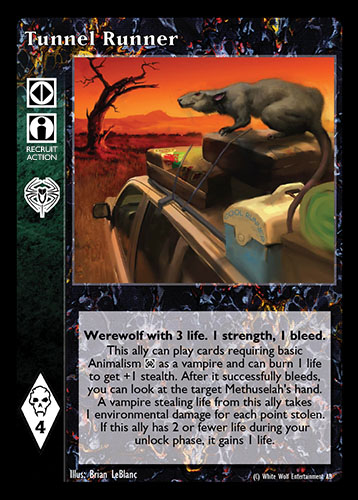 Tunnel Runner
RECRUIT
ACTION
COOL RUNNER
Werewolf with 3 life. 1 strength, 1 bleed.
This ally can play cards requiring basic
Animalism as a vampire and can burn 1 life
to get +1 stealth. After it successfully bleeds,
you can look at the target Methuselah's hand.
A vampire stealing life from this ally takes
1 environmental damage for each point stolen.
If this ally has 2 or fewer life during your
unlock phase, it gains 1 life.
4
Illus: Brian LeBlanc
(C) White Wolf Entertainment AB